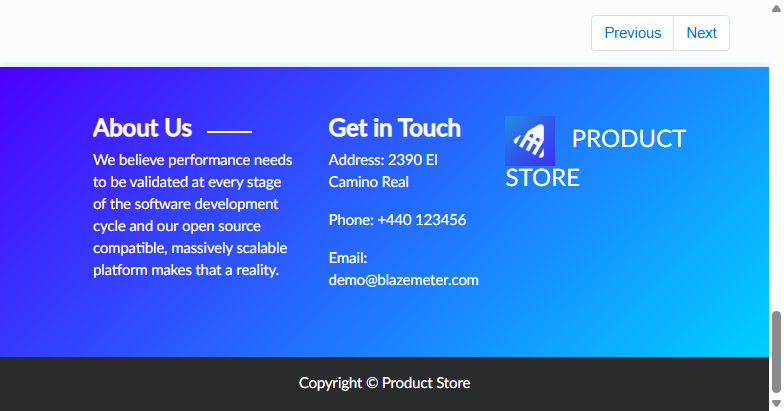 Previous Next
About Us
We believe performance needs
to be validated at every stage
of the software development
cycle and our open source
compatible, massively scalable
platform makes that a reality.
Get in Touch
Address: 2390 El
Camino Real
Phone: +440 123456
Email:
demo@blazemeter.com
PRODUCT
STORE
Copyright © Product Store